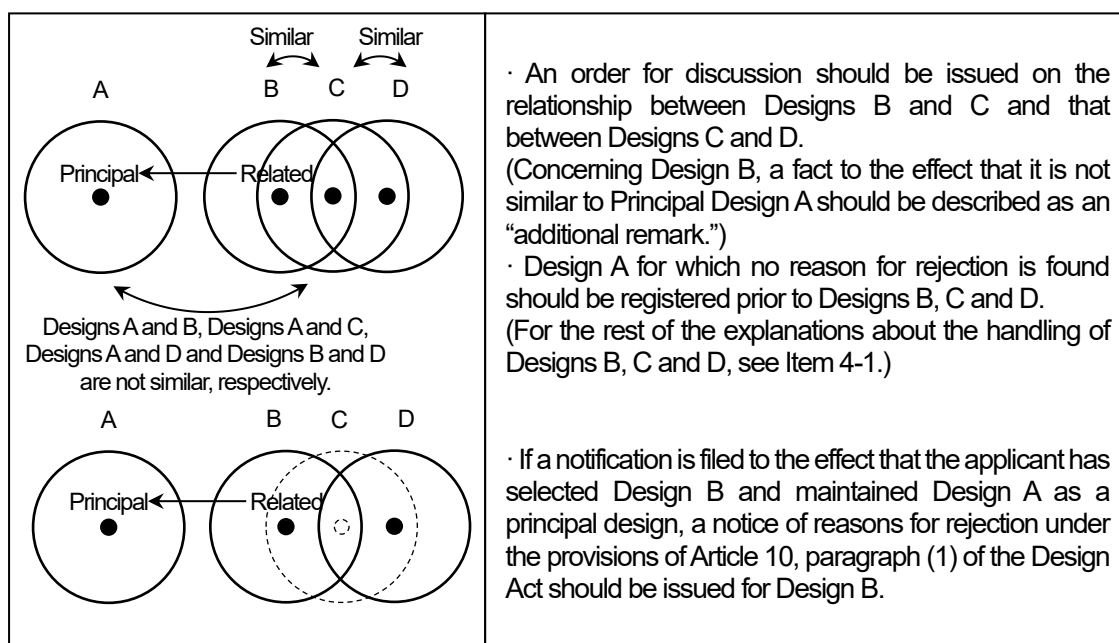 Similar Similar
A B C D
Principal Related
Designs A and B, Designs A and C,
Designs A and D and Designs B and D
are not similar, respectively.
A B C D
Principal Related
· An order for discussion should be issued on the
relationship between Designs B and C and that
between Designs C and D.
(Concerning Design B, a fact to the effect that it is not
similar to Principal Design A should be described as an
“additional remark.”)
· Design A for which no reason for rejection is found
should be registered prior to Designs B, C and D.
(For the rest of the explanations about the handling of
Designs B, C and D, see Item 4-1.)
· If a notification is filed to the effect that the applicant has
selected Design B and maintained Design A as a
principal design, a notice of reasons for rejection under
the provisions of Article 10, paragraph (1) of the Design
Act should be issued for Design B.